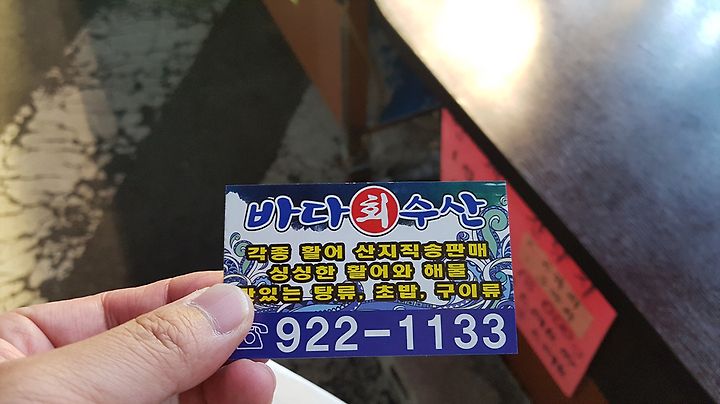 바다회수산
각종 활어 산지직송판매
싱싱한 활어와 해물
맛있는 탕류, 초밥, 구이류
☏ 922-1133